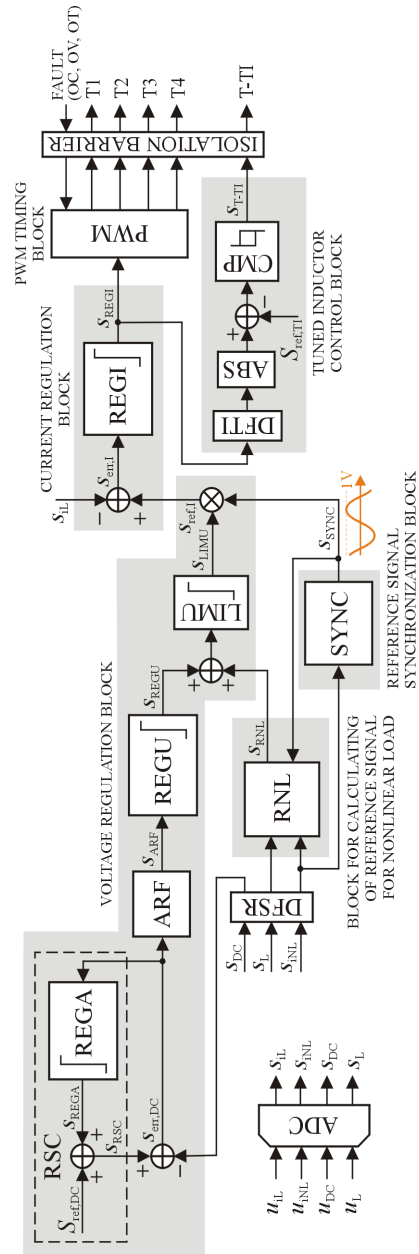 VOLTAGE REGULATION BLOCK
RSC
REGA
S_REGA
S_ref,DC
S_RSC
S_err,DC
ARF
S_ARF
REGU
S_REGU
LIMU
S_LIMU
S_ref,I
CURRENT REGULATION
BLOCK
S_iL
S_err,I
REGI
S_REGI
PWM TIMING
BLOCK
PWM
ISOLATION BARRIER
FAULT
(OC, OV, OT)
T1
T2
T3
T4
T-TI
DFTI
ABS
S_ref,TI
CMP
S_T-TI
TUNED INDUCTOR
CONTROL BLOCK
S_DC
S_L
S_iNL
DFSR
RNL
S_RNL
BLOCK FOR CALCULATING
OF REFERENCE SIGNAL
FOR NONLINEAR LOAD
SYNC
S_SYNC
1V
REFERENCE SIGNAL
SYNCHRONIZATION BLOCK
u_iL
u_iNL
u_DC
u_L
ADC
S_iL
S_iNL
S_DC
S_L